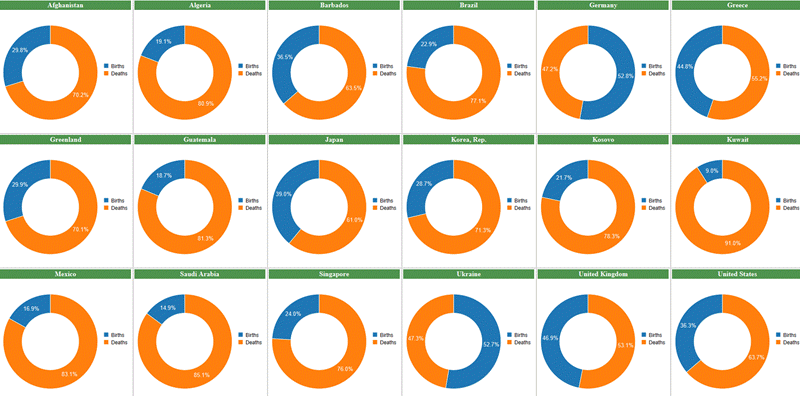 Afghanistan
29.8%
70.2%
Births
Deaths
Algeria
19.1%
80.9%
Births
Deaths
Barbados
36.5%
63.5%
Births
Deaths
Brazil
22.9%
77.1%
Births
Deaths
Germany
47.2%
52.8%
Births
Deaths
Greece
44.8%
55.2%
Births
Deaths
Greenland
29.9%
70.1%
Births
Deaths
Guatemala
18.7%
81.3%
Births
Deaths
Japan
39.0%
61.0%
Births
Deaths
Korea, Rep.
28.7%
71.3%
Births
Deaths
Kosovo
21.7%
78.3%
Births
Deaths
Kuwait
9.0%
91.0%
Births
Deaths
Mexico
16.9%
83.1%
Births
Deaths
Saudi Arabia
14.9%
85.1%
Births
Deaths
Singapore
24.0%
76.0%
Births
Deaths
Ukraine
47.3%
52.7%
Births
Deaths
United Kingdom
46.9%
53.1%
Births
Deaths
United States
36.3%
63.7%
Births
Deaths